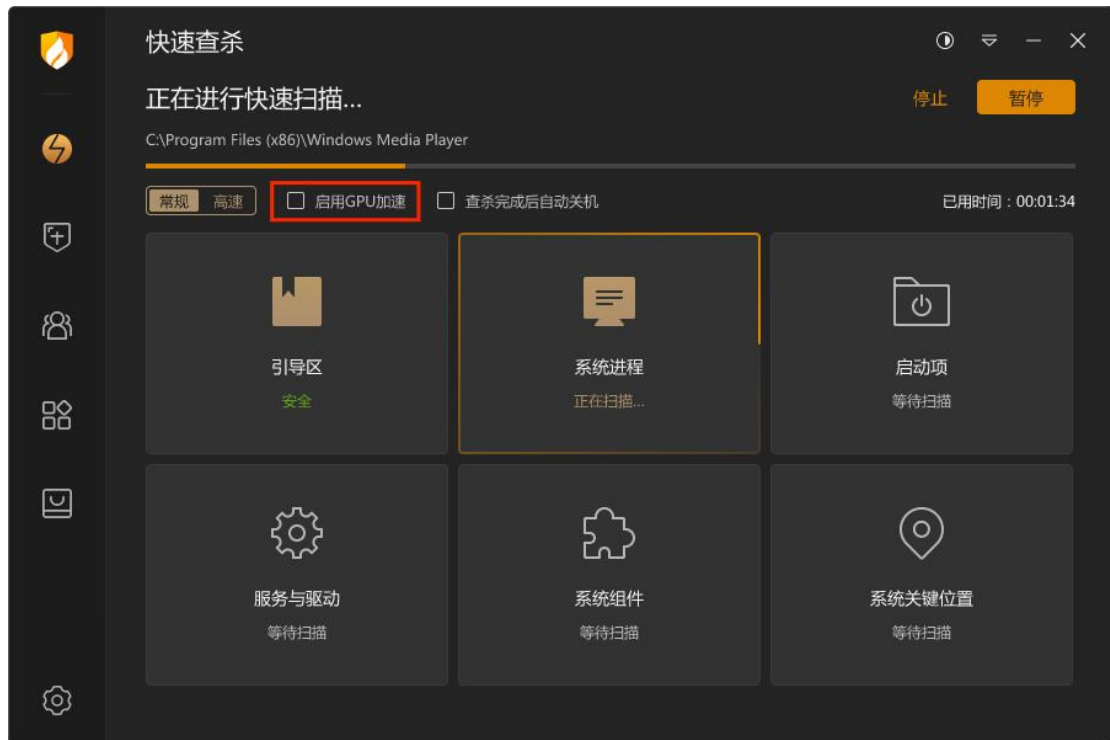 快速查杀
正在进行快速扫描...
停止
暂停
C:\Program Files (x86)\Windows Media Player
常规 高速
启用GPU加速
查杀完成后自动关机
已用时间：00:01:34
引导区
安全
系统进程
正在扫描...
启动项
等待扫描
服务与驱动
等待扫描
系统组件
等待扫描
系统关键位置
等待扫描